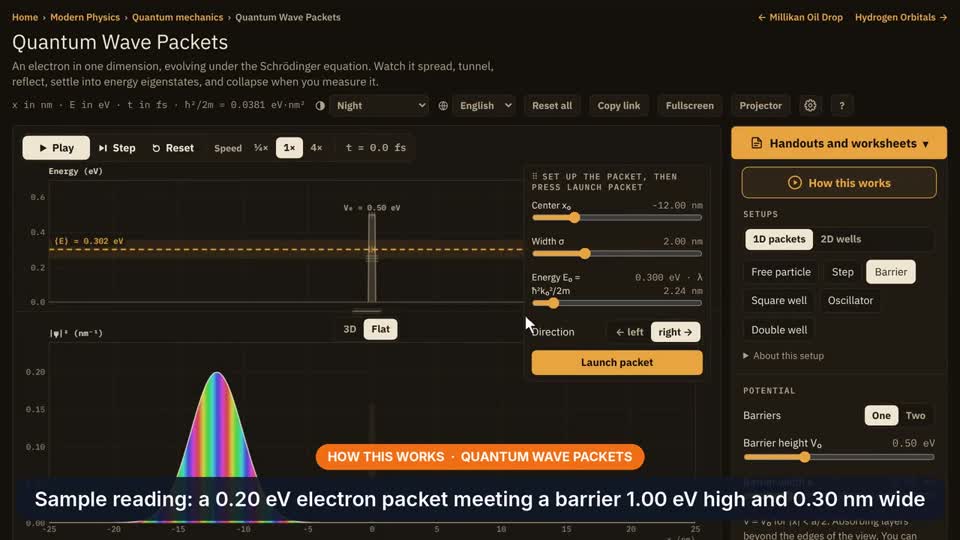 Home › Modern Physics › Quantum mechanics › Quantum Wave Packets
← Millikan Oil Drop Hydrogen Orbitals →
Quantum Wave Packets
An electron in one dimension, evolving under the Schrödinger equation. Watch it spread, tunnel,
reflect, settle into energy eigenstates, and collapse when you measure it.
x in nm · E in eV · t in fs · ħ²/2m = 0.0381 eV·nm²
Night
English
Reset all
Copy link
Fullscreen
Projector
?
Play
Step
Reset
Speed ¼× 1× 4×
t = 0.0 fs
Energy (eV)
0.6
0.4
0.2
0.0
V₀ = 0.50 eV
⟨E⟩ = 0.302 eV
SET UP THE PACKET, THEN
PRESS LAUNCH PACKET
Center x₀ -12.00 nm
Width σ 2.00 nm
Energy E₀ = 0.300 eV · λ
ħ²k₀²/2m 2.24 nm
Direction ← left right →
Launch packet
3D Flat
|ψ|² (nm⁻¹)
0.20
0.15
0.10
0.00
-25 -20 -15 -10 -5 0 5 10 15 20 25
Handouts and worksheets ▾
How this works
SETUPS
1D packets 2D wells
Free particle Step Barrier
Square well Oscillator
Double well
About this setup
POTENTIAL
Barriers One Two
Barrier height V₀ 0.50 eV
beyond the edges of the view. You can
HOW THIS WORKS · QUANTUM WAVE PACKETS
Sample reading: a 0.20 eV electron packet meeting a barrier 1.00 eV high and 0.30 nm wide